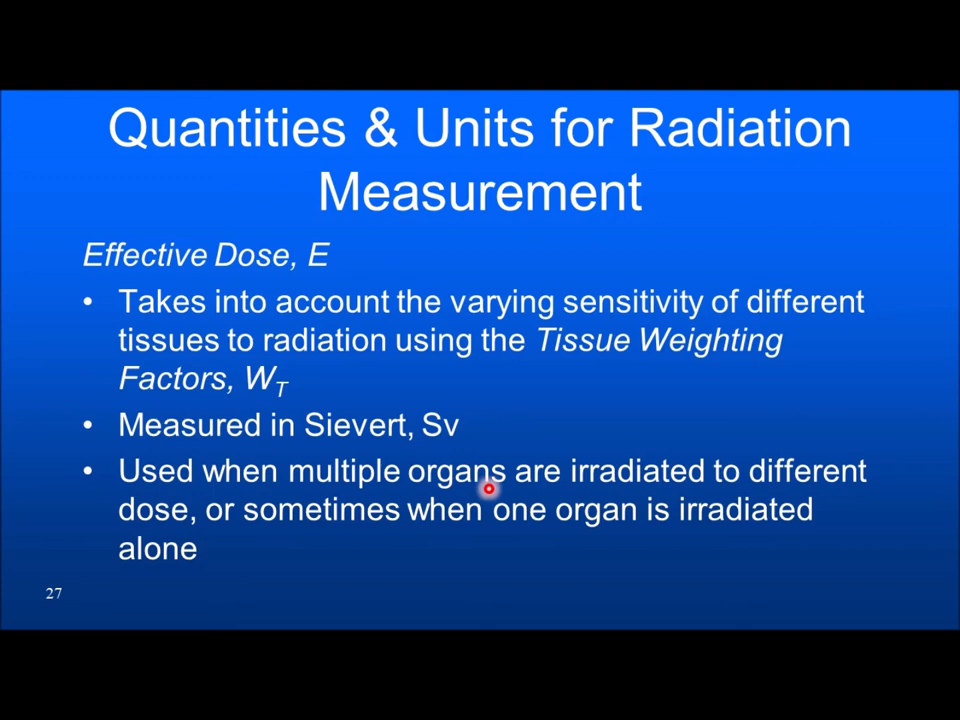 Quantities & Units for Radiation
Measurement
Effective Dose, E
• Takes into account the varying sensitivity of different
tissues to radiation using the Tissue Weighting
Factors, W_T
• Measured in Sievert, Sv
• Used when multiple organs are irradiated to different
dose, or sometimes when one organ is irradiated
alone
27